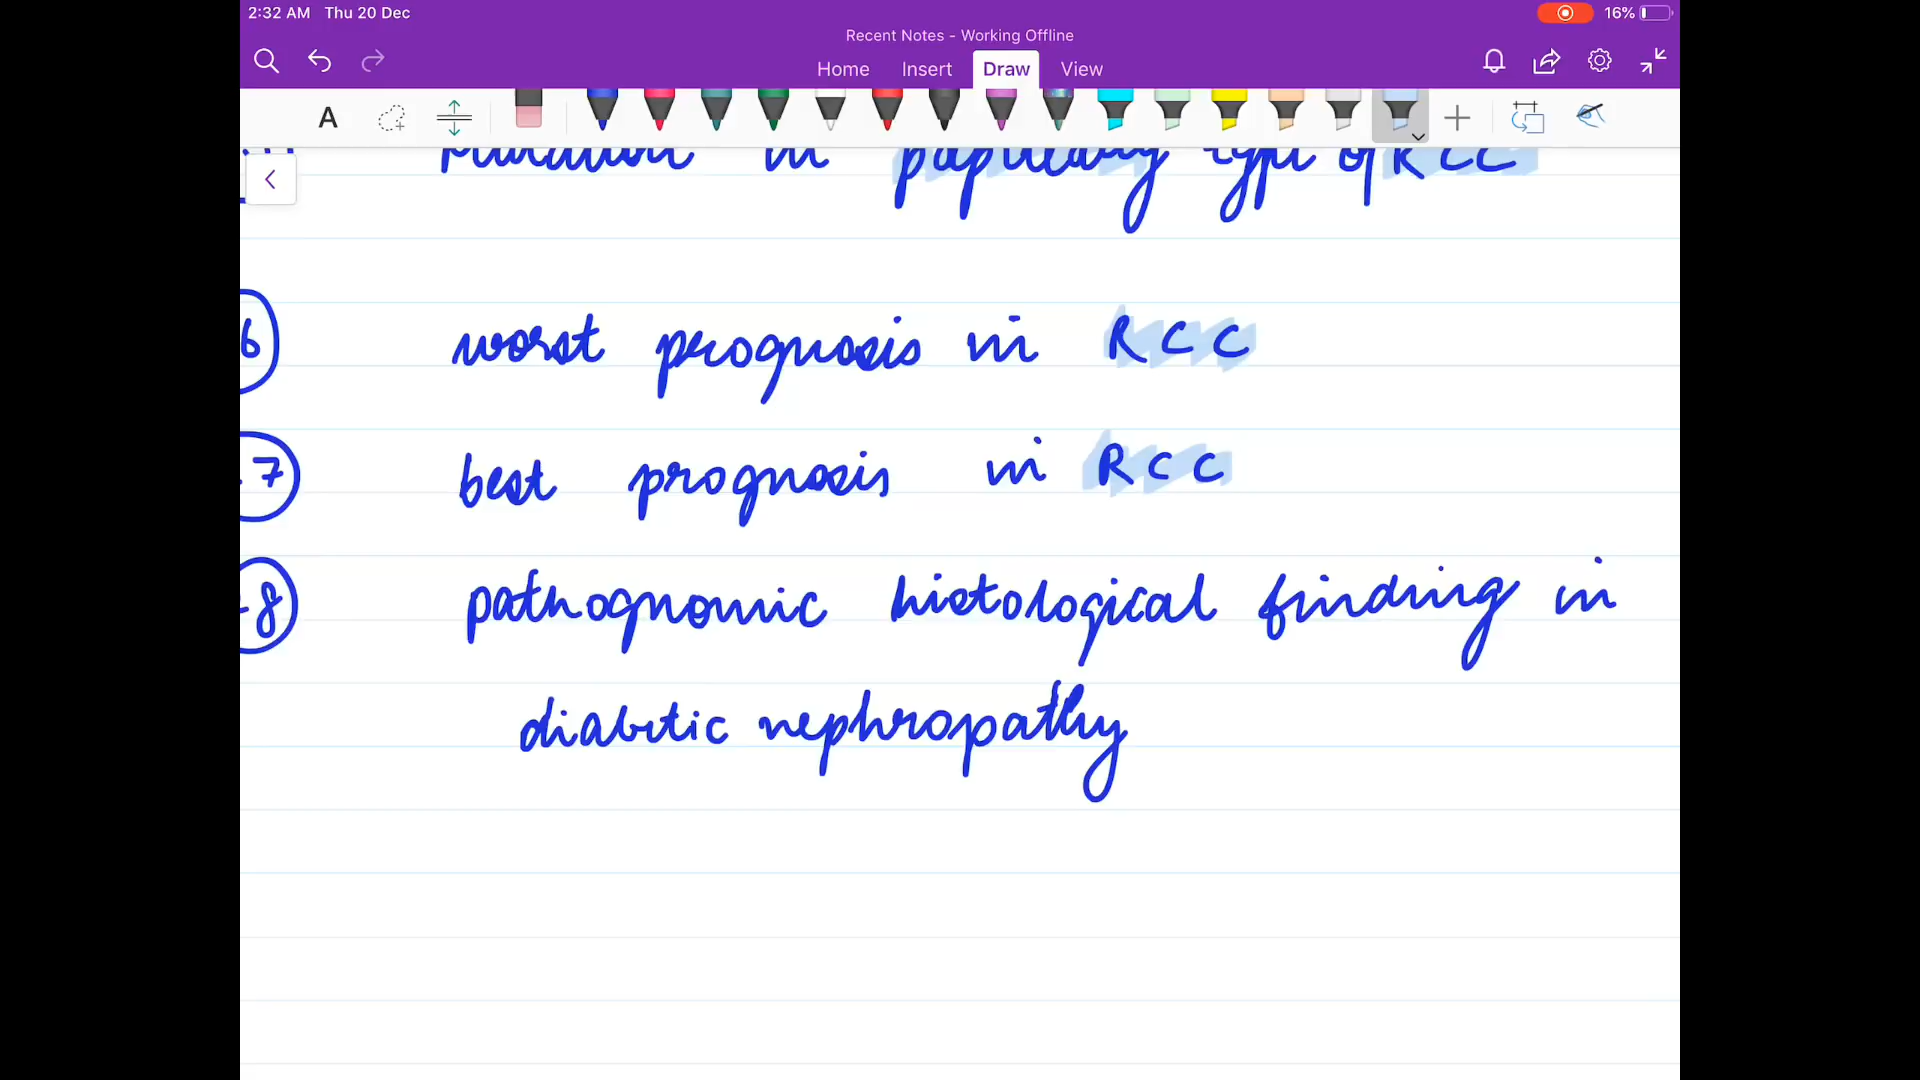 2:32 AM Thu 20 Dec
16%
Recent Notes - Working Offline
Home Insert Draw View
A
Mutation in papillary type of RCC
6 worst prognosis in RCC
.7 best prognosis in RCC
-8 pathognomic histological finding in
diabetic nephropathy